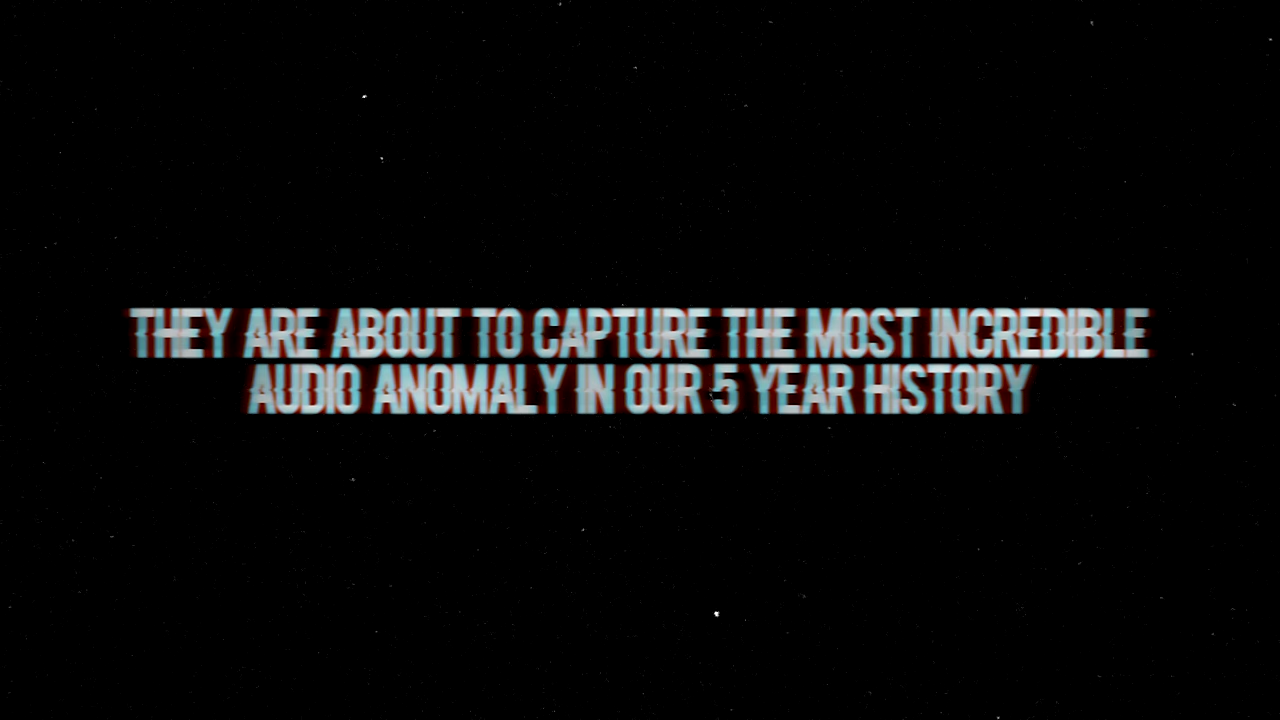 THEY ARE ABOUT TO CAPTURE THE MOST INCREDIBLE
AUDIO ANOMALY IN OUR 5 YEAR HISTORY